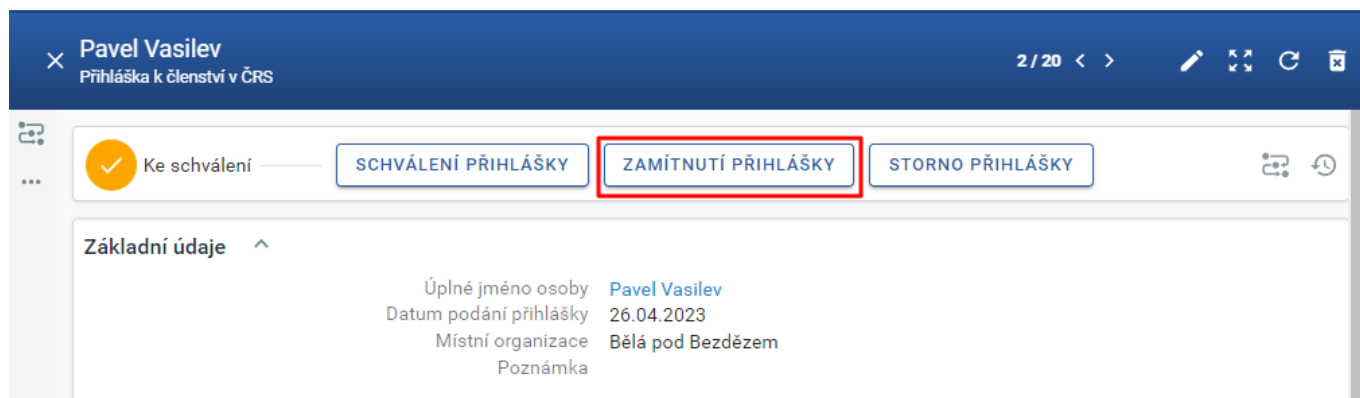 Pavel Vasilev
Přihláška k členství v ČRS
2 / 20
Ke schválení
SCHVÁLENÍ PŘIHLÁŠKY
ZAMÍTNUTÍ PŘIHLÁŠKY
STORNO PŘIHLÁŠKY
Základní údaje
Úplné jméno osoby Pavel Vasilev
Datum podání přihlášky 26.04.2023
Místní organizace Bělá pod Bezdězem
Poznámka